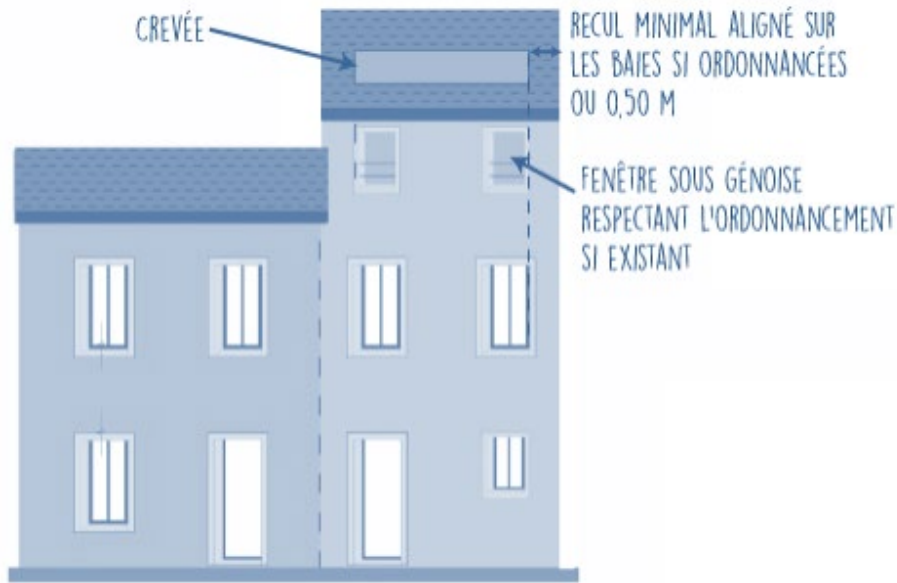 CREVÉE
RECUL MINIMAL ALIGNÉ SUR
LES BAIES SI ORDONNANCÉES
OU 0,50 M
FENÊTRE SOUS GÉNOISE
RESPECTANT L'ORDONNANCEMENT
SI EXISTANT